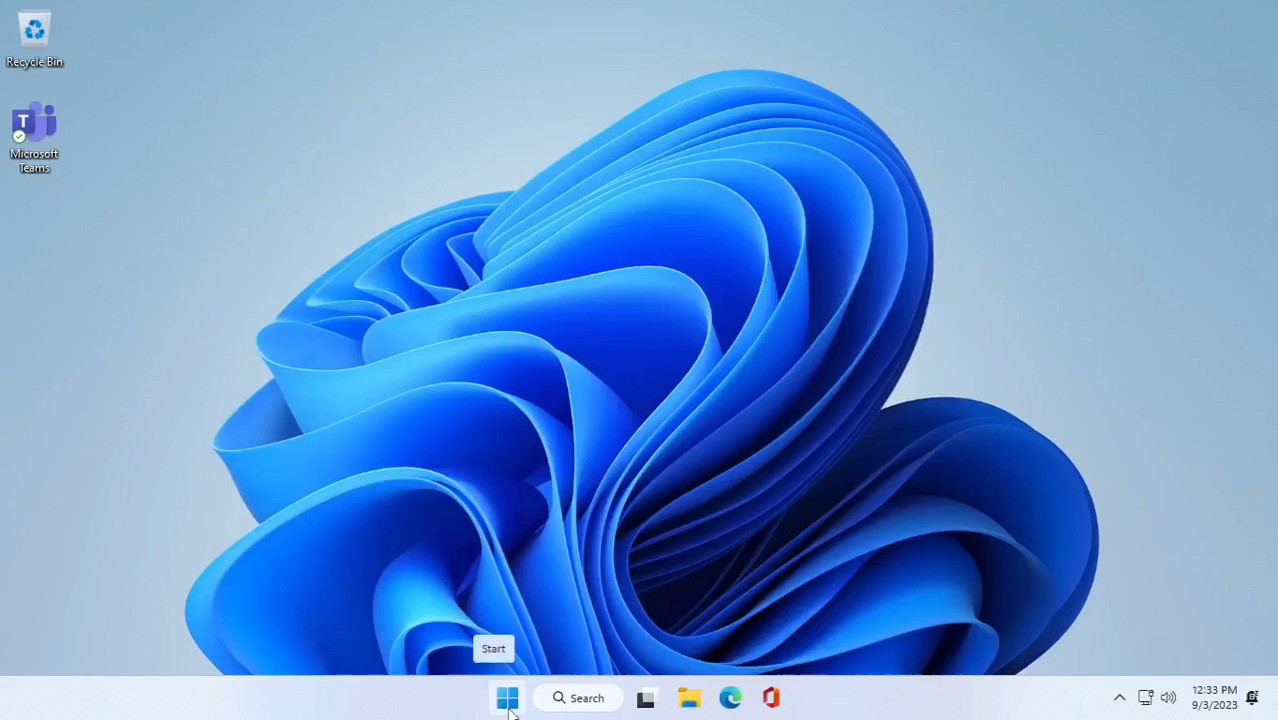 Recycle Bin
T
Microsoft
Teams
Start
Search
12:33 PM
9/3/2023